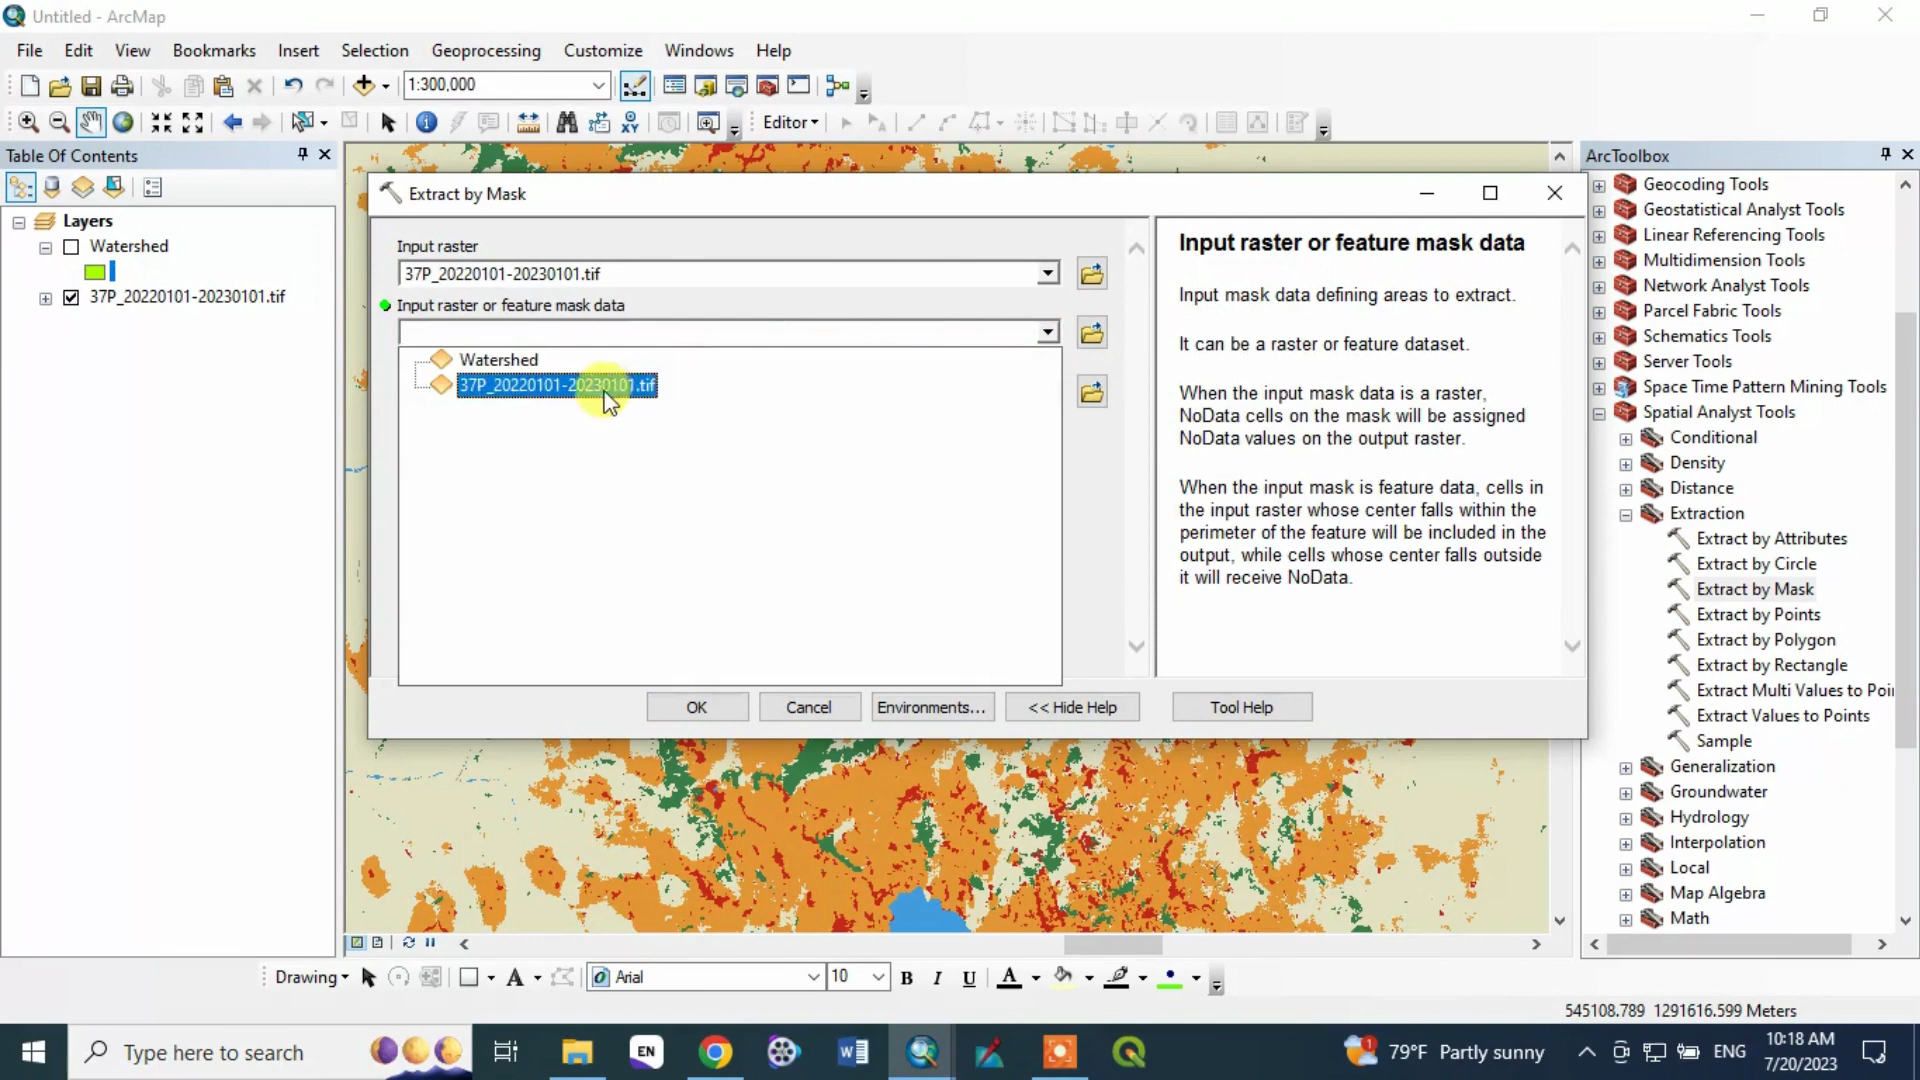 Untitled - ArcMap
File Edit View Bookmarks Insert Selection Geoprocessing Customize Windows Help
1:300,000
Editor
Table Of Contents
Layers
Watershed
37P_20220101-20230101.tif
Extract by Mask
Input raster
37P_20220101-20230101.tif
Input raster or feature mask data
Watershed
37P_20220101-20230101.tif
OK Cancel Environments... << Hide Help Tool Help
Input raster or feature mask data
Input mask data defining areas to extract.
It can be a raster or feature dataset.
When the input mask data is a raster,
NoData cells on the mask will be assigned
NoData values on the output raster.
When the input mask is feature data, cells in
the input raster whose center falls within the
perimeter of the feature will be included in the
output, while cells whose center falls outside
it will receive NoData.
ArcToolbox
Geocoding Tools
Geostatistical Analyst Tools
Linear Referencing Tools
Multidimension Tools
Network Analyst Tools
Parcel Fabric Tools
Schematics Tools
Server Tools
Space Time Pattern Mining Tools
Spatial Analyst Tools
Conditional
Density
Distance
Extraction
Extract by Attributes
Extract by Circle
Extract by Mask
Extract by Points
Extract by Polygon
Extract by Rectangle
Extract Multi Values to Poi
Extract Values to Points
Sample
Generalization
Groundwater
Hydrology
Interpolation
Local
Map Algebra
Math
Drawing A Arial 10 B I U A
545108.789 1291616.599 Meters
Type here to search
EN
79°F Partly sunny
ENG
10:18 AM
7/20/2023